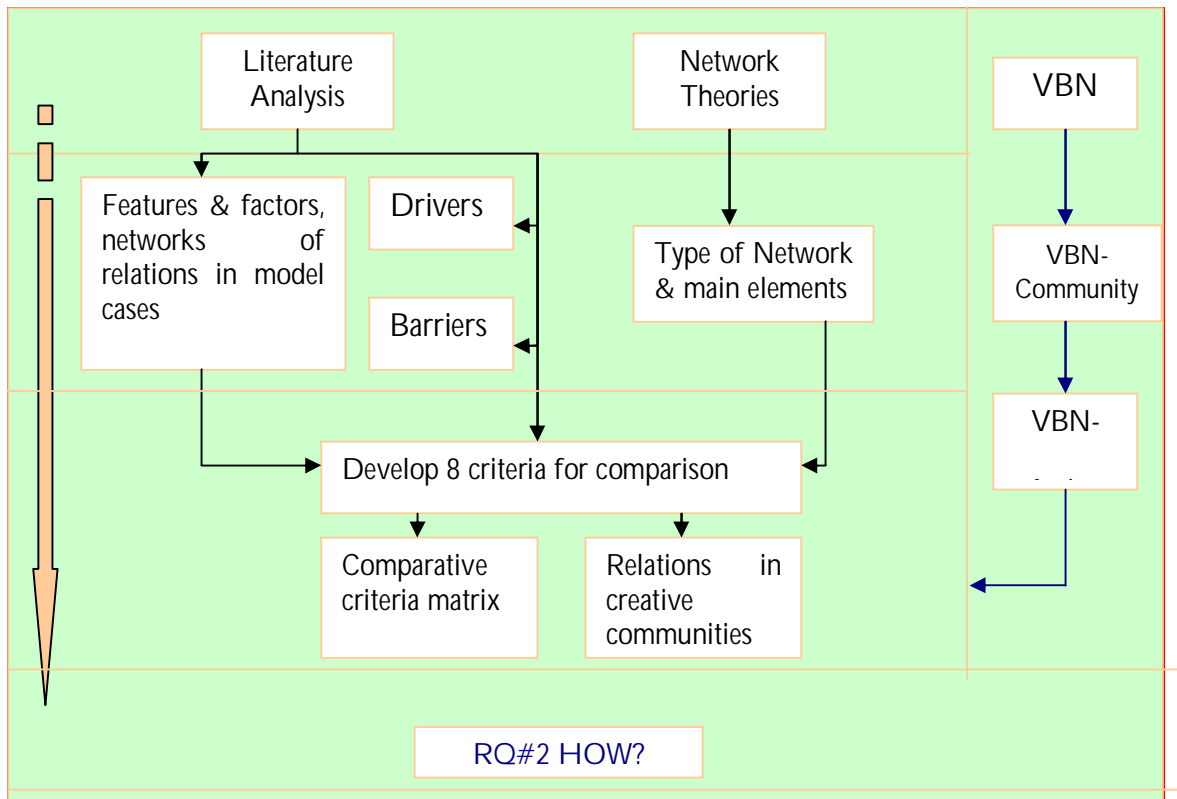 Literature
Analysis
Network
Theories
VBN
Features & factors,
networks of
relations in model
cases
Drivers
Barriers
Type of Network
& main elements
VBN-
Community
VBN-
Develop 8 criteria for comparison
Comparative
criteria matrix
Relations in
creative
communities
RQ#2 HOW?